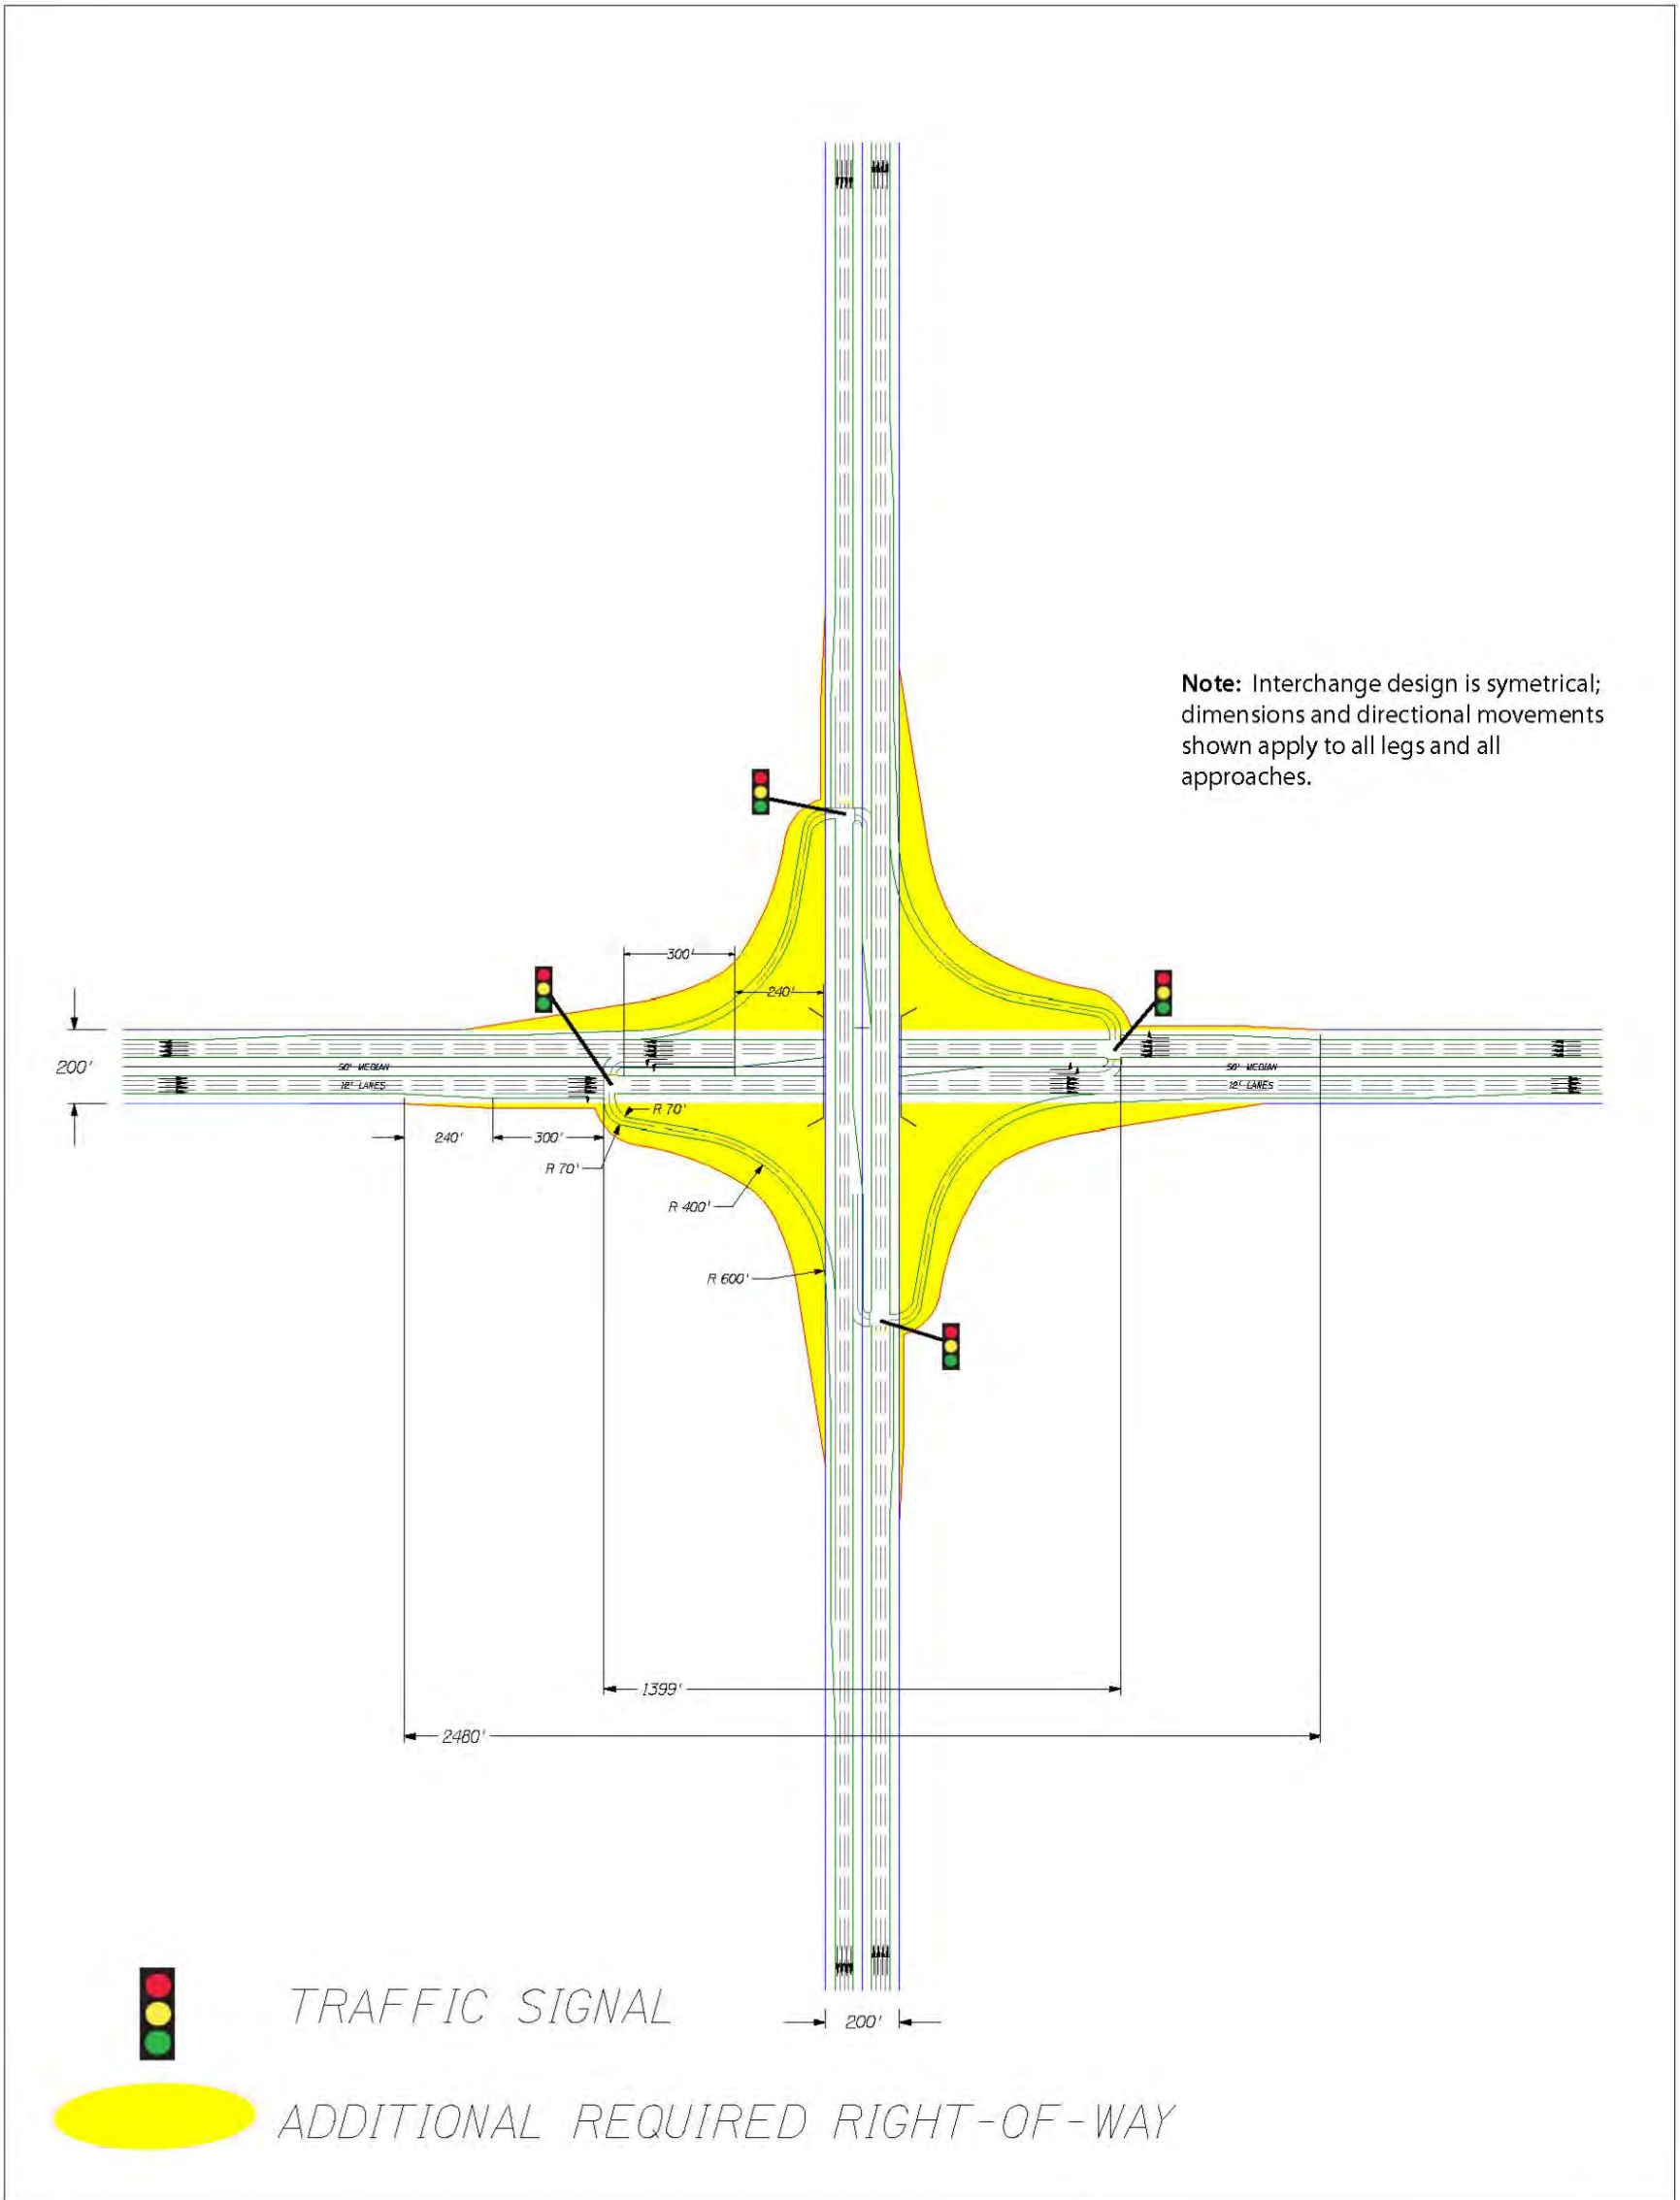 Note: Interchange design is symetrical;
dimensions and directional movements
shown apply to all legs and all
approaches.
300'
240'
200'
50' MEDIAN
12' LANES
50' MEDIAN
12' LANES
R 70'
240'
300'
R 70'
R 400'
R 600'
1399'
2480'
TRAFFIC SIGNAL
200'
ADDITIONAL REQUIRED RIGHT-OF-WAY